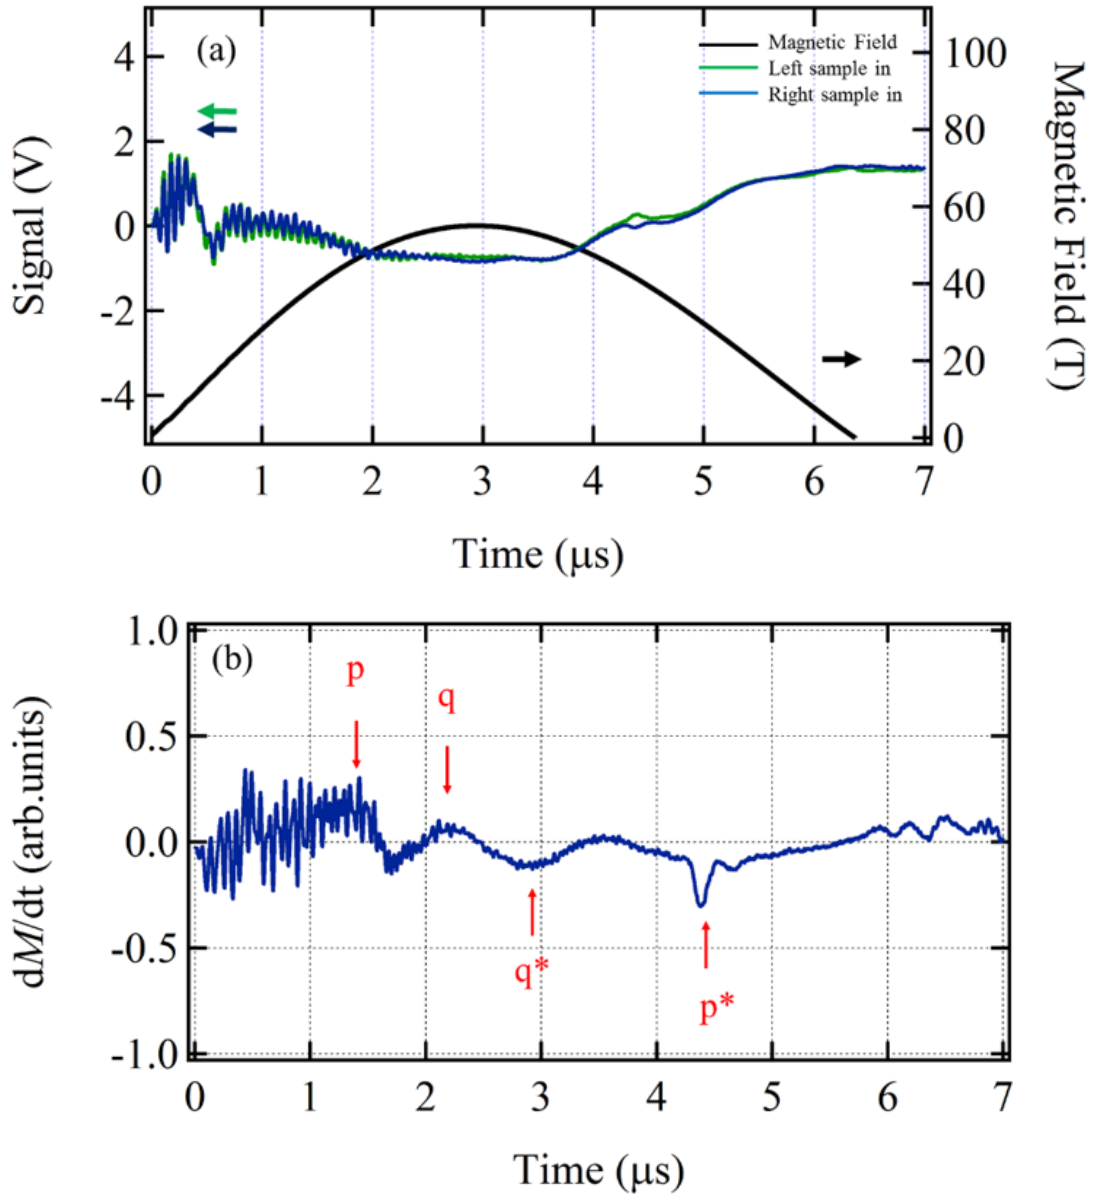 (a)
Magnetic Field
Left sample in
Right sample in
4
2
0
-2
-4
Signal (V)
100
80
60
40
20
0
Magnetic Field (T)
0 1 2 3 4 5 6 7
Time (μs)
(b)
1.0
0.5
0.0
-0.5
-1.0
dM/dt (arb.units)
p
q
q*
p*
0 1 2 3 4 5 6 7
Time (μs)